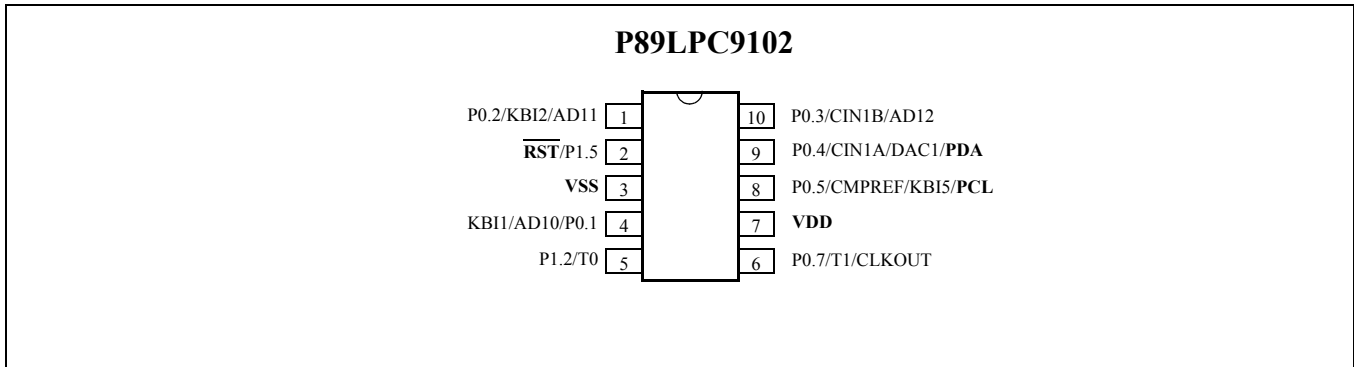 P89LPC9102
P0.2/KBI2/AD11 1 10 P0.3/CIN1B/AD12
RST/P1.5 2 9 P0.4/CIN1A/DAC1/PDA
VSS 3 8 P0.5/CMPREF/KBI5/PCL
KBI1/AD10/P0.1 4 7 VDD
P1.2/T0 5 6 P0.7/T1/CLKOUT